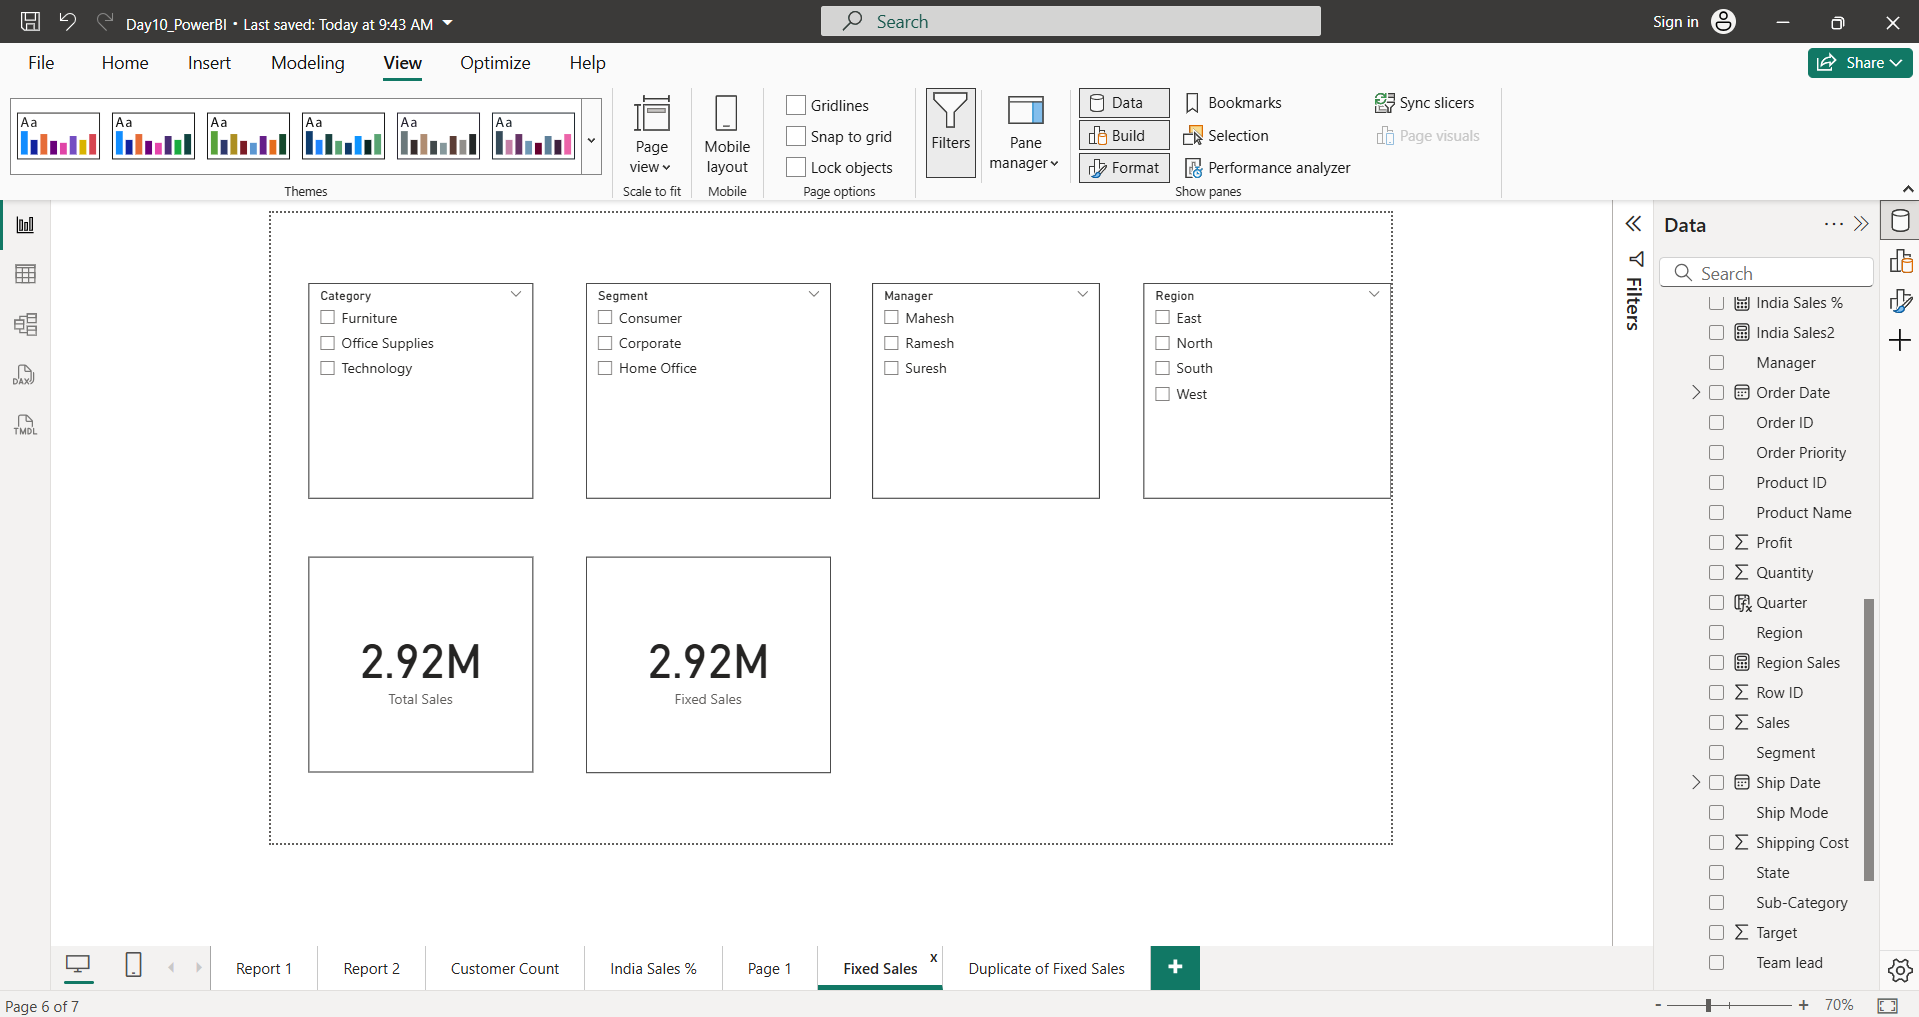 Day10_PowerBI • Last saved: Today at 9:43 AM
Search
Sign in
File
Home
Insert
Modeling
View
Optimize
Help
Share
Aa
Aa
Aa
Aa
Aa
Aa
Themes
Page view
Scale to fit
Mobile layout
Mobile
Gridlines
Snap to grid
Lock objects
Page options
Filters
Pane manager
Data
Build
Format
Bookmarks
Selection
Performance analyzer
Sync slicers
Page visuals
Show panes
DAX
TMDL
Category
Furniture
Office Supplies
Technology
Segment
Consumer
Corporate
Home Office
Manager
Mahesh
Ramesh
Suresh
Region
East
North
South
West
2.92M
Total Sales
2.92M
Fixed Sales
Filters
Data
Search
India Sales %
India Sales2
Manager
Order Date
Order ID
Order Priority
Product ID
Product Name
Profit
Quantity
Quarter
Region
Region Sales
Row ID
Sales
Segment
Ship Date
Ship Mode
Shipping Cost
State
Sub-Category
Target
Team lead
Report 1
Report 2
Customer Count
India Sales %
Page 1
Fixed Sales
x
Duplicate of Fixed Sales
+
Page 6 of 7
- + 70%